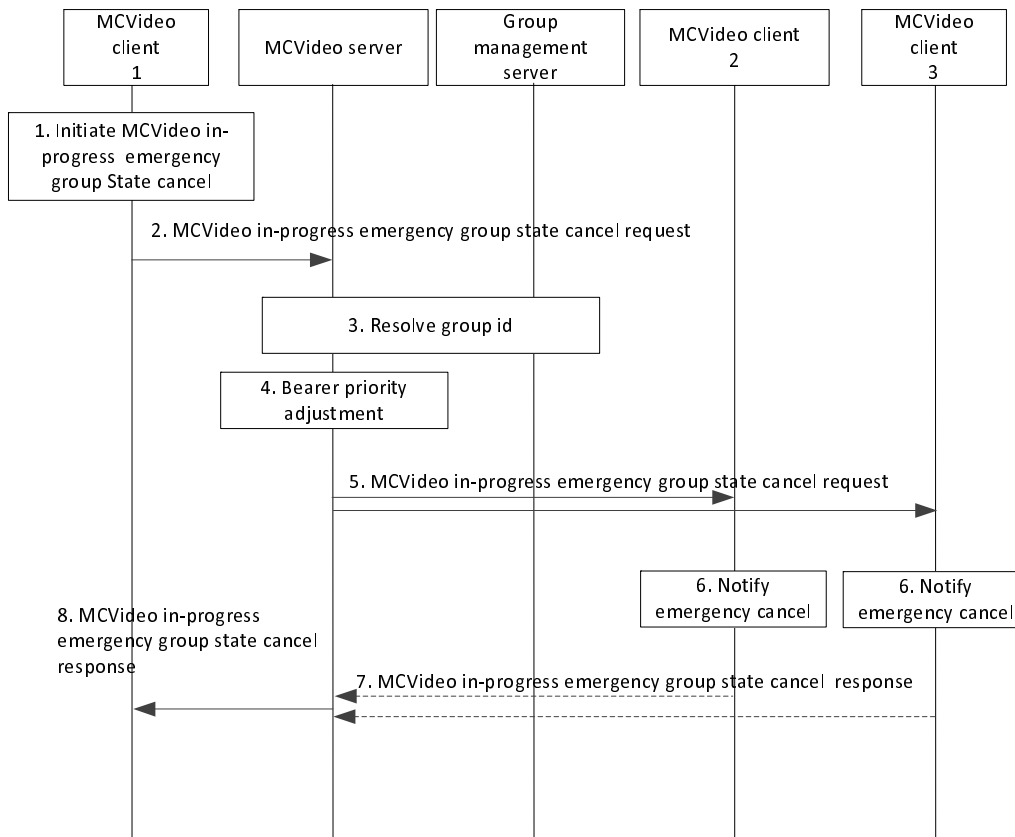 MCVideo
client
1
MCVideo server
Group
management
server
MCVideo client
2
MCVideo
client
3
1. Initiate MCVideo in-
progress emergency
group State cancel
2. MCVideo in-progress emergency group state cancel request
3. Resolve group id
4. Bearer priority
adjustment
5. MCVideo in-progress emergency group state cancel request
6. Notify
emergency cancel
6. Notify
emergency cancel
8. MCVideo in-progress
emergency group state cancel
response
7. MCVideo in-progress emergency group state cancel response